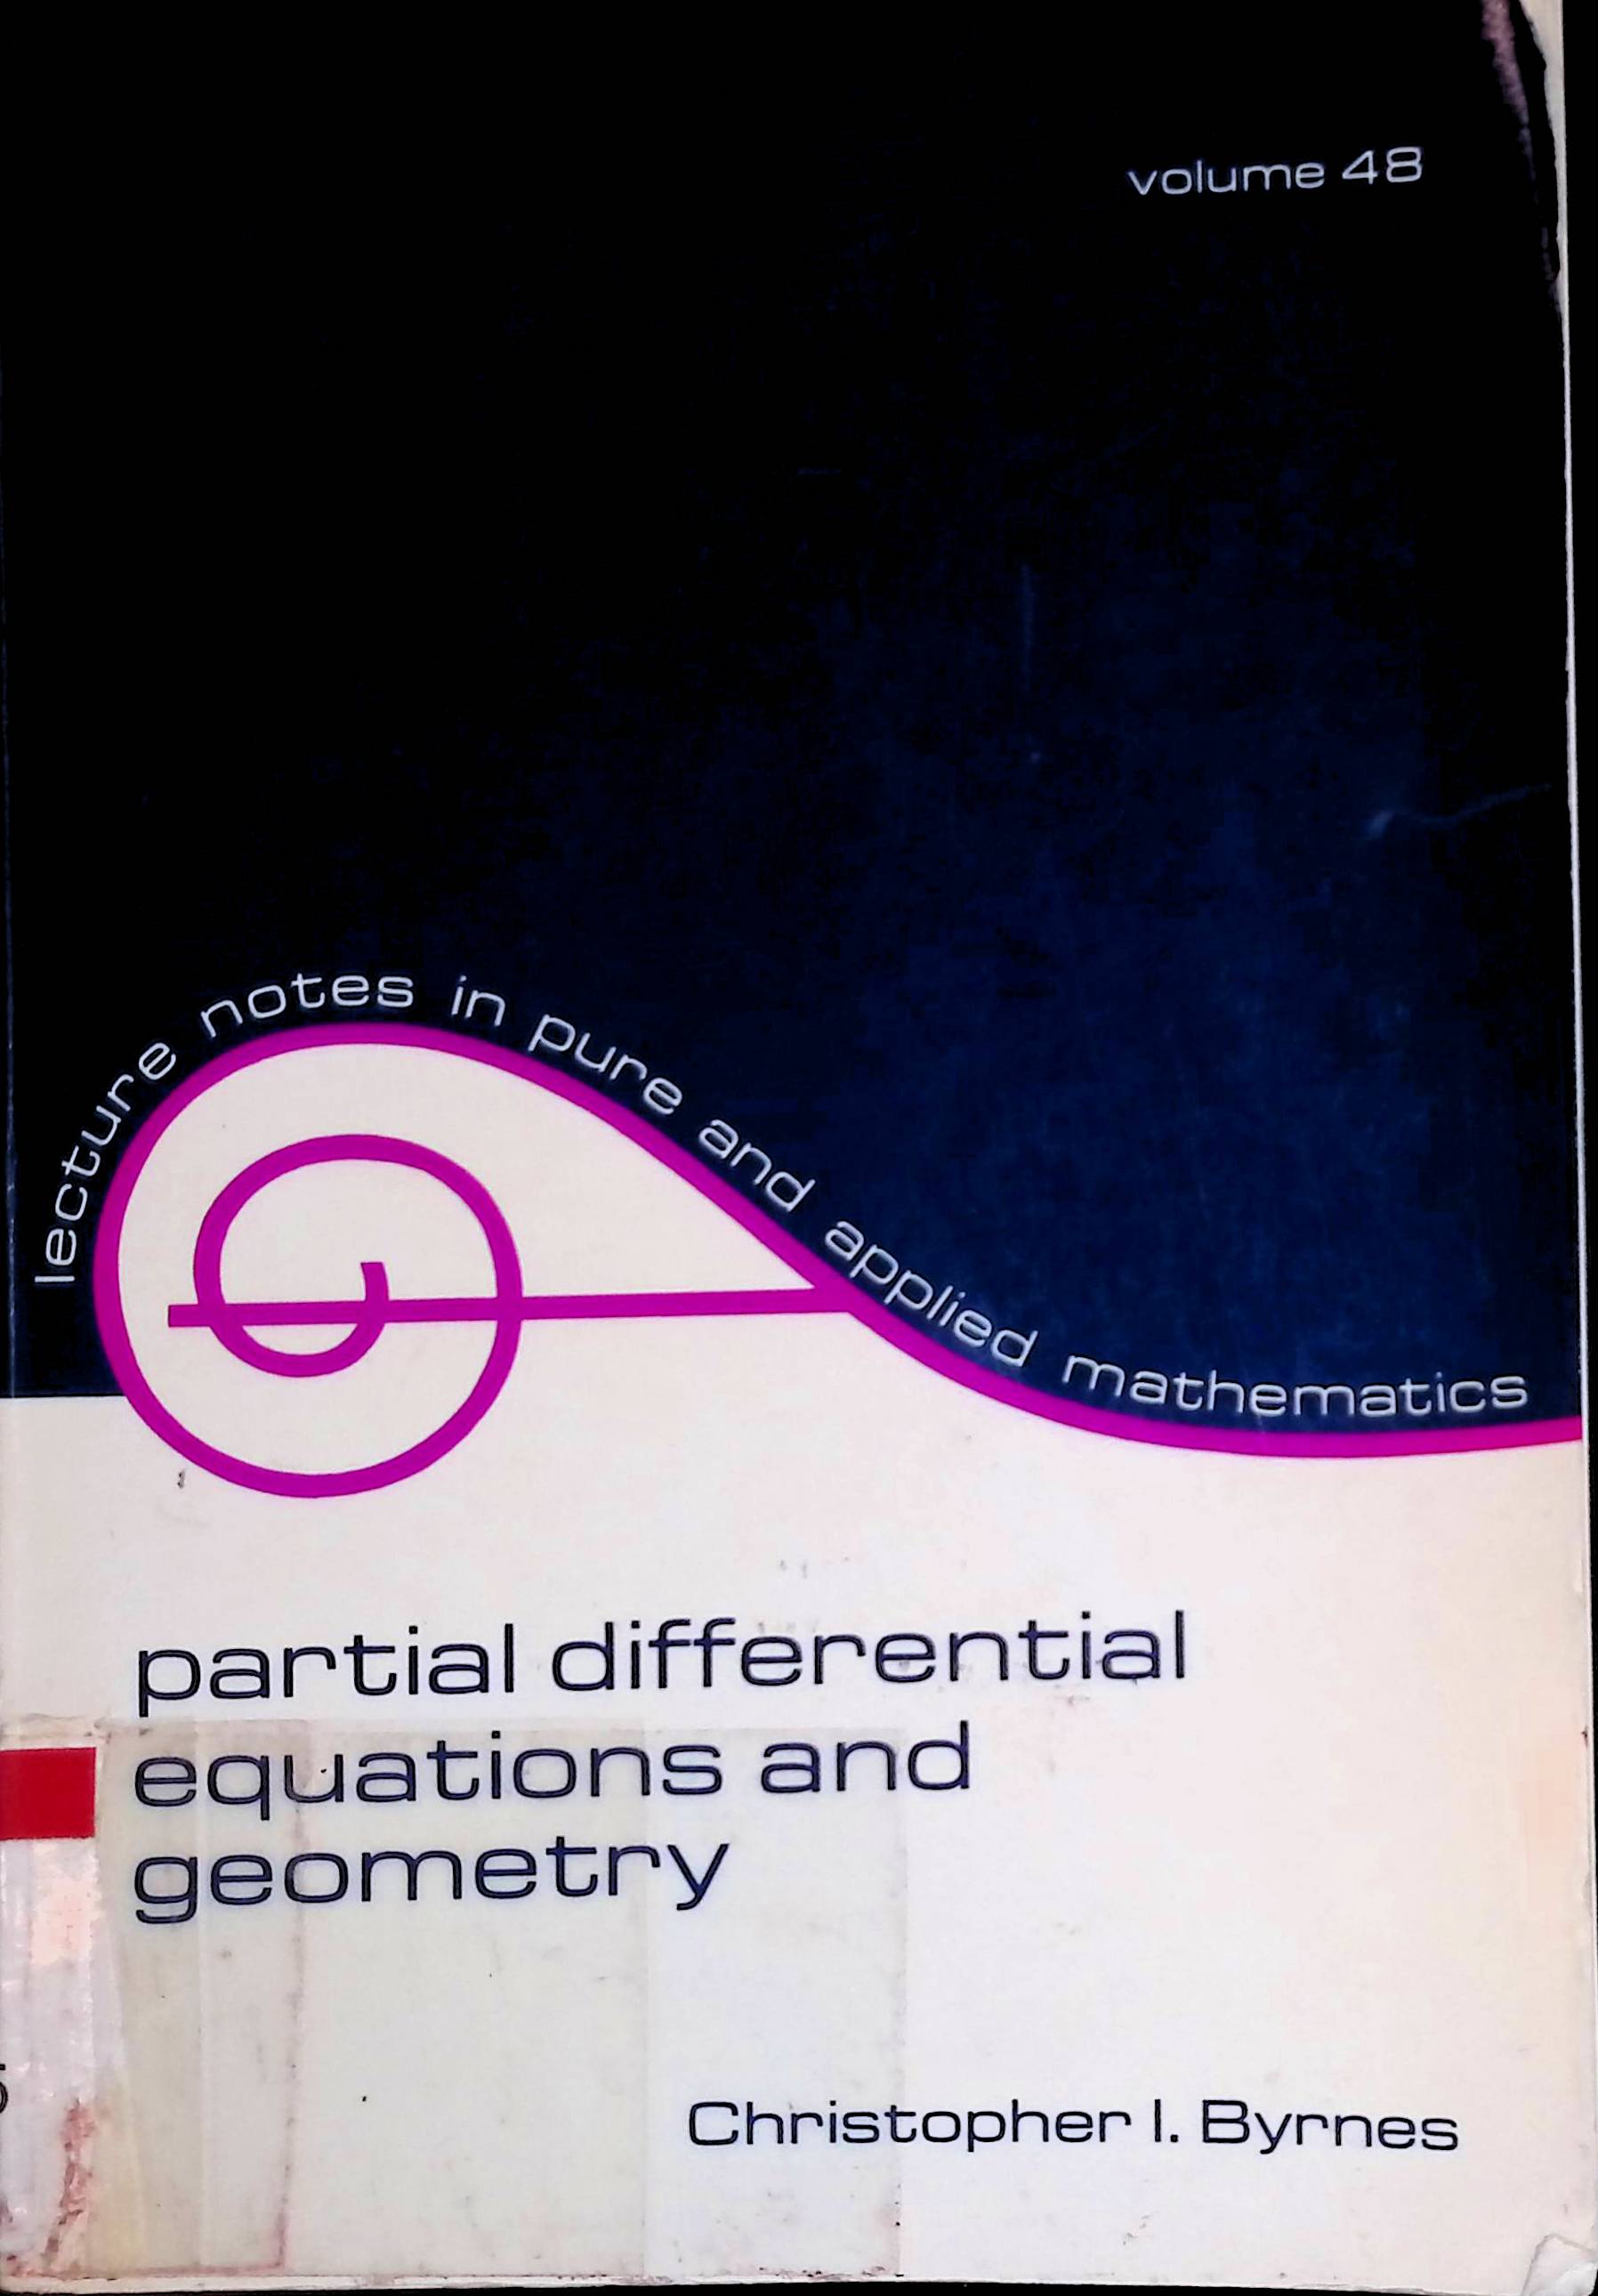 volume 48
lecture notes in pure and applied mathematics
partial differential
equations and
geometry
Christopher I. Byrnes